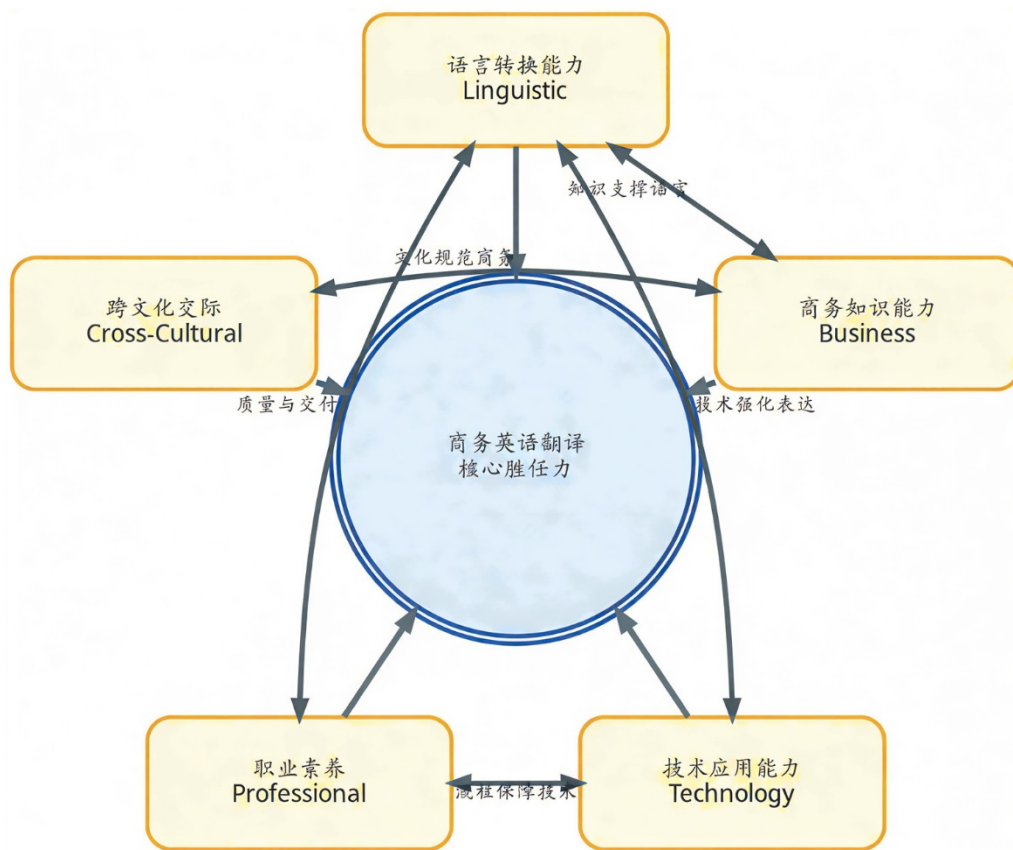 语言转换能力
Linguistic
知识支撑语言
文化规范商务
跨文化交际
Cross-Cultural
商务知识能力
Business
质量与交付
技术强化表达
商务英语翻译
核心胜任力
职业素养
Professional
流程保障技术
技术应用能力
Technology